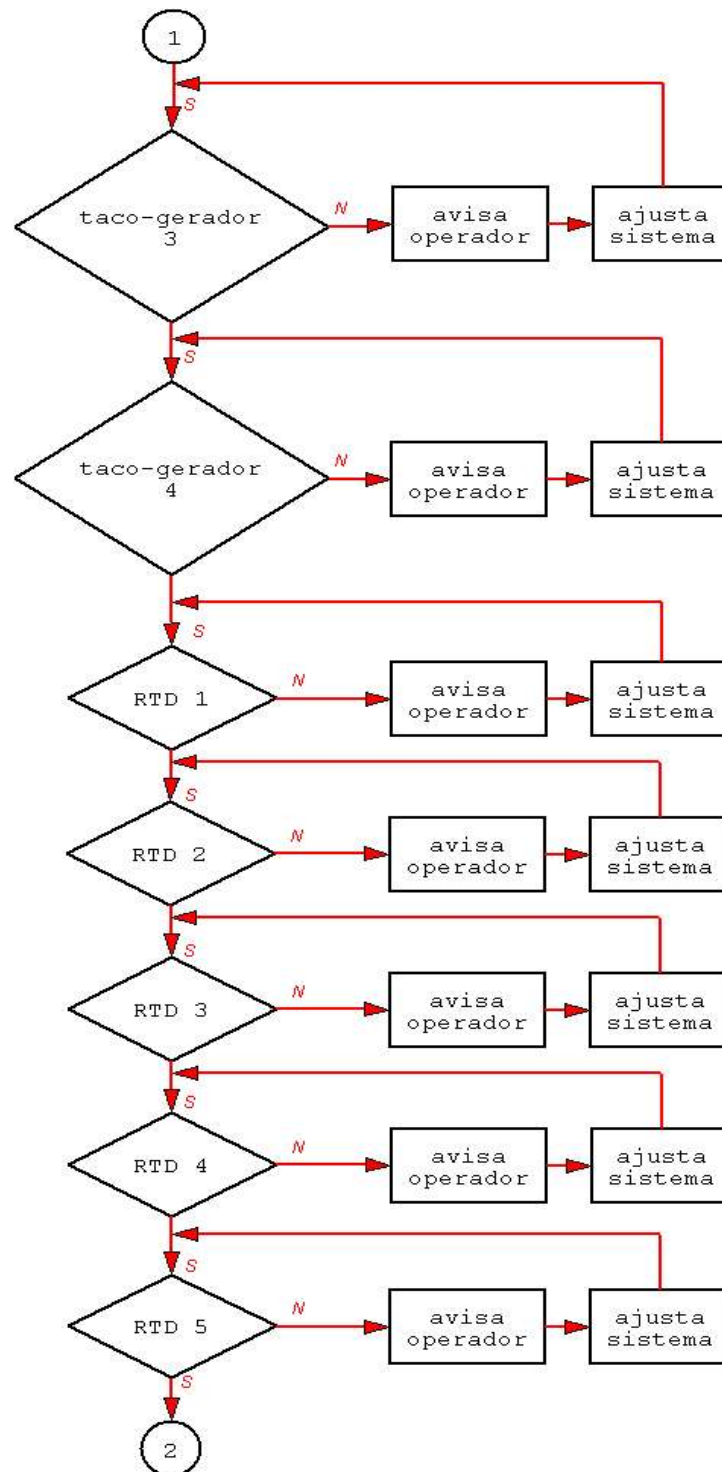 1
S
taco-gerador
3
N
avisa
operador
ajusta
sistema
S
taco-gerador
4
N
avisa
operador
ajusta
sistema
S
RTD 1
N
avisa
operador
ajusta
sistema
S
RTD 2
N
avisa
operador
ajusta
sistema
S
RTD 3
N
avisa
operador
ajusta
sistema
S
RTD 4
N
avisa
operador
ajusta
sistema
S
RTD 5
N
avisa
operador
ajusta
sistema
S
2